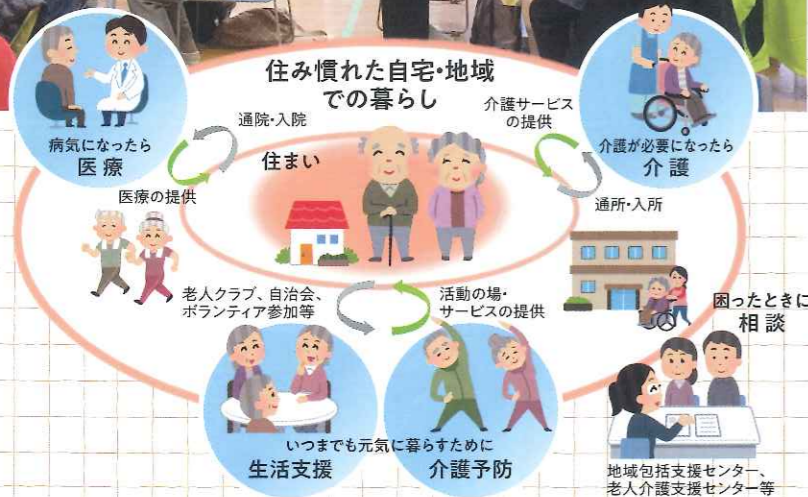 住み慣れた自宅・地域
での暮らし
病気になったら
医療
通院・入院
医療の提供
住まい
介護サービス
の提供
介護が必要になったら
介護
通所・入所
老人クラブ、自治会、
ボランティア参加等
活動の場・
サービスの提供
困ったときに
相談
いつまでも元気に暮らすために
生活支援
介護予防
地域包括支援センター、
老人介護支援センター等